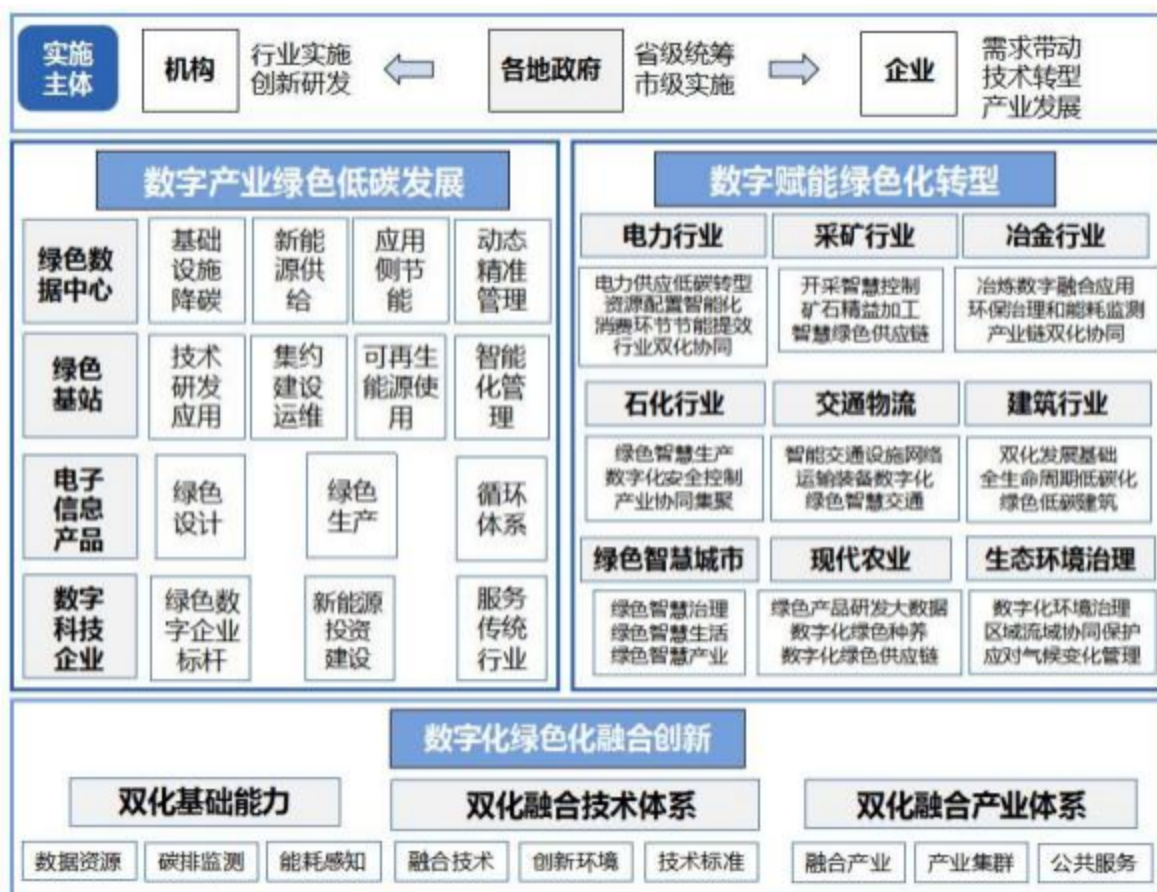 实施
主体
机构
行业实施
创新研发
各地政府
省级统筹
市级实施
企业
需求带动
技术转型
产业发展
数字产业绿色低碳发展
绿色数
据中心
基础
设施
降碳
新能
源供
给
应用
侧节
能
动态
精准
管理
绿色
基站
技术
研发
应用
集约
建设
运维
可再生
能源使
用
智能
化管
理
电子
信息
产品
绿色
设计
绿色
生产
循环
体系
数字
科技
企业
绿色数
字企业
标杆
新能源
投资
建设
服务
传统
行业
数字赋能绿色化转型
电力行业
电力供应低碳转型
资源配置智能化
消费环节节能提效
行业双化协同
采矿行业
开采智慧控制
矿石精益加工
智慧绿色供应链
冶金行业
冶炼数字融合应用
环保治理和能耗监测
产业链双化协同
石化行业
绿色智慧生产
数字化安全控制
产业协同集聚
交通物流
智能交通设施网络
运输装备数字化
绿色智慧交通
建筑行业
双化发展基础
全生命周期低碳化
绿色低碳建筑
绿色智慧城市
绿色智慧治理
绿色智慧生活
绿色智慧产业
现代农业
绿色产品研发大数据
数字化绿色种养
数字化绿色供应链
生态环境治理
数字化环境治理
区域流域协同保护
应对气候变化管理
数字化绿色化融合创新
双化基础能力
数据资源
碳排监测
能耗感知
双化融合技术体系
融合技术
创新环境
技术标准
双化融合产业体系
融合产业
产业集群
公共服务